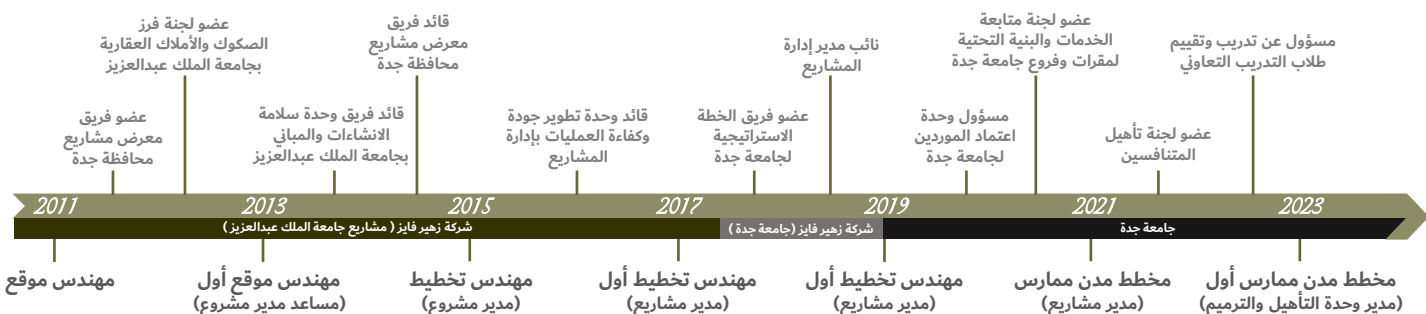 عضو فريق
معرض مشاريع
محافظة جدة
عضو لجنة فرز
الصكوك والأملاك العقارية
بجامعة الملك عبدالعزيز
قائد فريق وحدة سلامة
الانشاءات والمباني
بجامعة الملك عبدالعزيز
قائد فريق
معرض مشاريع
محافظة جدة
قائد وحدة تطوير جودة
وكفاءة العمليات بإدارة
المشاريع
عضو فريق الخطة
الاستراتيجية
لجامعة جدة
نائب مدير إدارة
المشاريع
مسؤول وحدة
اعتماد الموردين
لجامعة جدة
عضو لجنة متابعة
الخدمات والبنية التحتية
لمقرات وفروع جامعة جدة
عضو لجنة تأهيل
المتنافسين
مسؤول عن تدريب وتقييم
طلاب التدريب التعاوني
2011
2013
2015
2017
2019
2021
2023
شركة زهير فايز ( مشاريع جامعة الملك عبدالعزيز )
شركة زهير فايز (جامعة جدة )
جامعة جدة
مهندس موقع
مهندس موقع أول
(مساعد مدير مشروع)
مهندس تخطيط
(مدير مشروع)
مهندس تخطيط أول
(مدير مشاريع)
مهندس تخطيط أول
(مدير مشاريع)
مخطط مدن ممارس
(مدير مشاريع)
مخطط مدن ممارس أول
(مدير وحدة التأهيل والترميم)